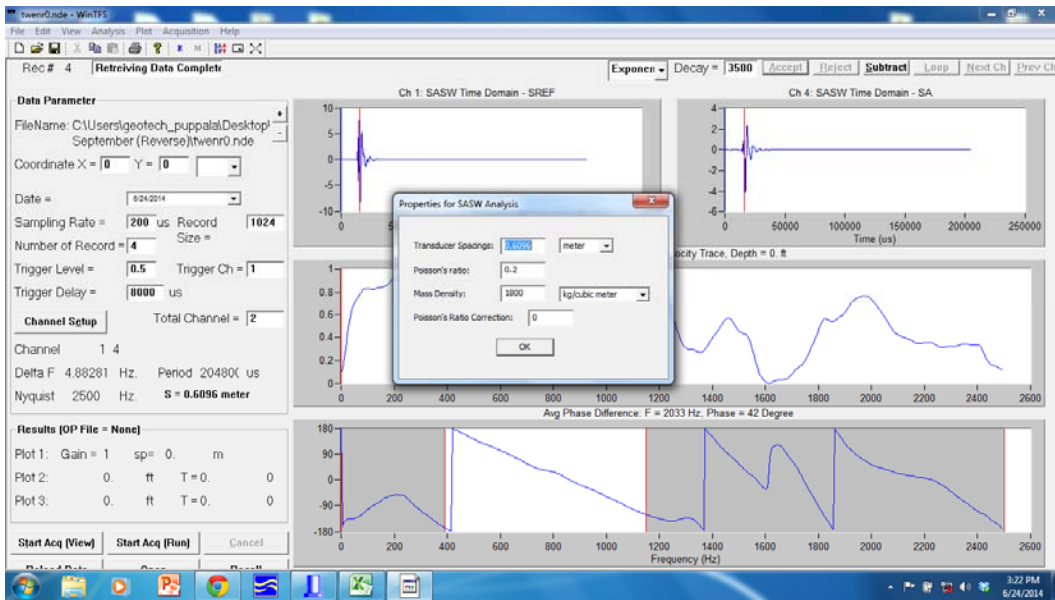 twenr0.nde - WinTFS
File Edit View Analysis Plot Acquisition Help
Rec # 4 Retreiving Data Complete
Exponen Decay = 3500 Accept Reject Subtract Loop Next Ch Prev Ch
Data Parameter
FileName: C:\Users\geotech_puppala\Desktop\
September (Reverse)\twenr0.nde
Coordinate X = 0 Y = 0
Date = 6/24/2014
Sampling Rate = 200 us Record Size = 1024
Number of Record = 4
Trigger Level = 0.5 Trigger Ch = 1
Trigger Delay = 8000 us
Channel Setup Total Channel = 2
Channel 1 4
Delta F 4.88281 Hz. Period 20480( us
Nyquist 2500 Hz. S = 0.6096 meter
Results (OP File = None)
Plot 1: Gain = 1 sp= 0. m
Plot 2: 0. ft T = 0. 0
Plot 3: 0. ft T = 0. 0
Start Acq (View) Start Acq (Run) Cancel
Reload Data Open Recall
Ch 1: SASW Time Domain - SREF
10
5
0
-5
-10
0
Ch 4: SASW Time Domain - SA
4
2
0
-2
-4
-6
0 50000 100000 150000 200000 250000
Time (us)
Properties for SASW Analysis
Transducer Spacings: 0.6096 meter
Poisson's ratio: 0.2
Mass Density: 1800 kg/cubic meter
Poisson's Ratio Correction: 0
OK
ocity Trace, Depth = 0. ft
1
0.8
0.6
0.4
0.2
0
0 200 400 600 800 1000 1200 1400 1600 1800 2000 2200 2400 2600
Avg Phase Difference: F = 2033 Hz, Phase = 42 Degree
180
90
0
-90
-180
0 200 400 600 800 1000 1200 1400 1600 1800 2000 2200 2400 2600
Frequency (Hz)
3:22 PM
6/24/2014